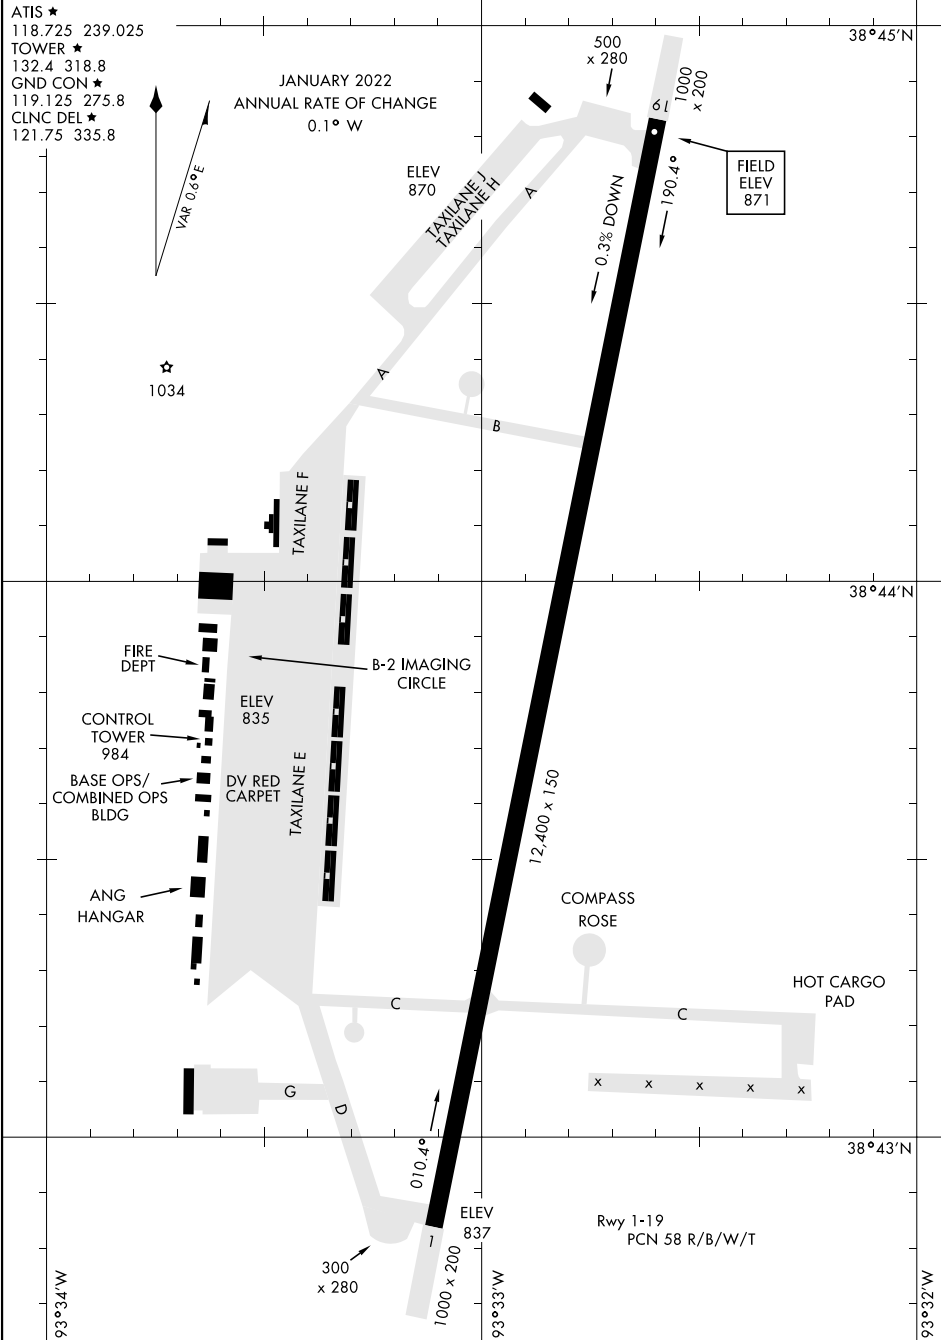 ATIS ★
118.725 239.025
TOWER ★
132.4 318.8
GND CON ★
119.125 275.8
CLNC DEL ★
121.75 335.8
JANUARY 2022
ANNUAL RATE OF CHANGE
0.1° W
VAR 0.6° E
500
x 280
1000
x 200
38°45'N
19
FIELD
ELEV
871
190.4°
0.3% DOWN
ELEV
870
TAXILANE J
TAXILANE H
A
A
1034
B
TAXILANE F
38°44'N
FIRE
DEPT
B-2 IMAGING
CIRCLE
ELEV
835
CONTROL
TOWER
984
BASE OPS/
COMBINED OPS
BLDG
DV RED
CARPET
TAXILANE E
12,400 x 150
ANG
HANGAR
COMPASS
ROSE
HOT CARGO
PAD
C
C
x x x x x
G
D
010.4°
38°43'N
ELEV
837
1
Rwy 1-19
PCN 58 R/B/W/T
300
x 280
1000 x 200
93°34'W
93°33'W
93°32'W